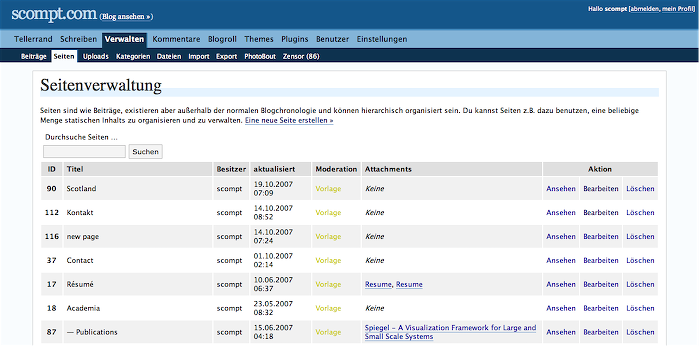 scompt.com (Blog ansehen »)
Hallo scompt [abmelden, mein Profil]
Tellerrand Schreiben Verwalten Kommentare Blogroll Themes Plugins Benutzer Einstellungen
Beiträge Seiten Uploads Kategorien Dateien Import Export PhotoBout Zensor (86)
Seitenverwaltung
Seiten sind wie Beiträge, existieren aber außerhalb der normalen Blogchronologie und können hierarchisch organisiert sein. Du kannst Seiten z.B. dazu benutzen, eine beliebige
Menge statischen Inhalts zu organisieren und zu verwalten. Eine neue Seite erstellen »
Durchsuche Seiten ...
Suchen
ID Titel Besitzer aktualisiert Moderation Attachments Aktion
90 Scotland scompt 19.10.2007 07:09 Vorlage Keine Ansehen Bearbeiten Löschen
112 Kontakt scompt 14.10.2007 08:52 Vorlage Keine Ansehen Bearbeiten Löschen
116 new page scompt 14.10.2007 07:24 Vorlage Keine Ansehen Bearbeiten Löschen
37 Contact scompt 01.10.2007 02:14 Vorlage Keine Ansehen Bearbeiten Löschen
17 Résumé scompt 10.06.2007 06:37 Vorlage Resume, Resume Ansehen Bearbeiten Löschen
18 Academia scompt 23.05.2007 08:32 Vorlage Keine Ansehen Bearbeiten Löschen
87 — Publications scompt 15.06.2007 04:18 Vorlage Spiegel – A Visualization Framework for Large and Small Scale Systems Ansehen Bearbeiten Löschen